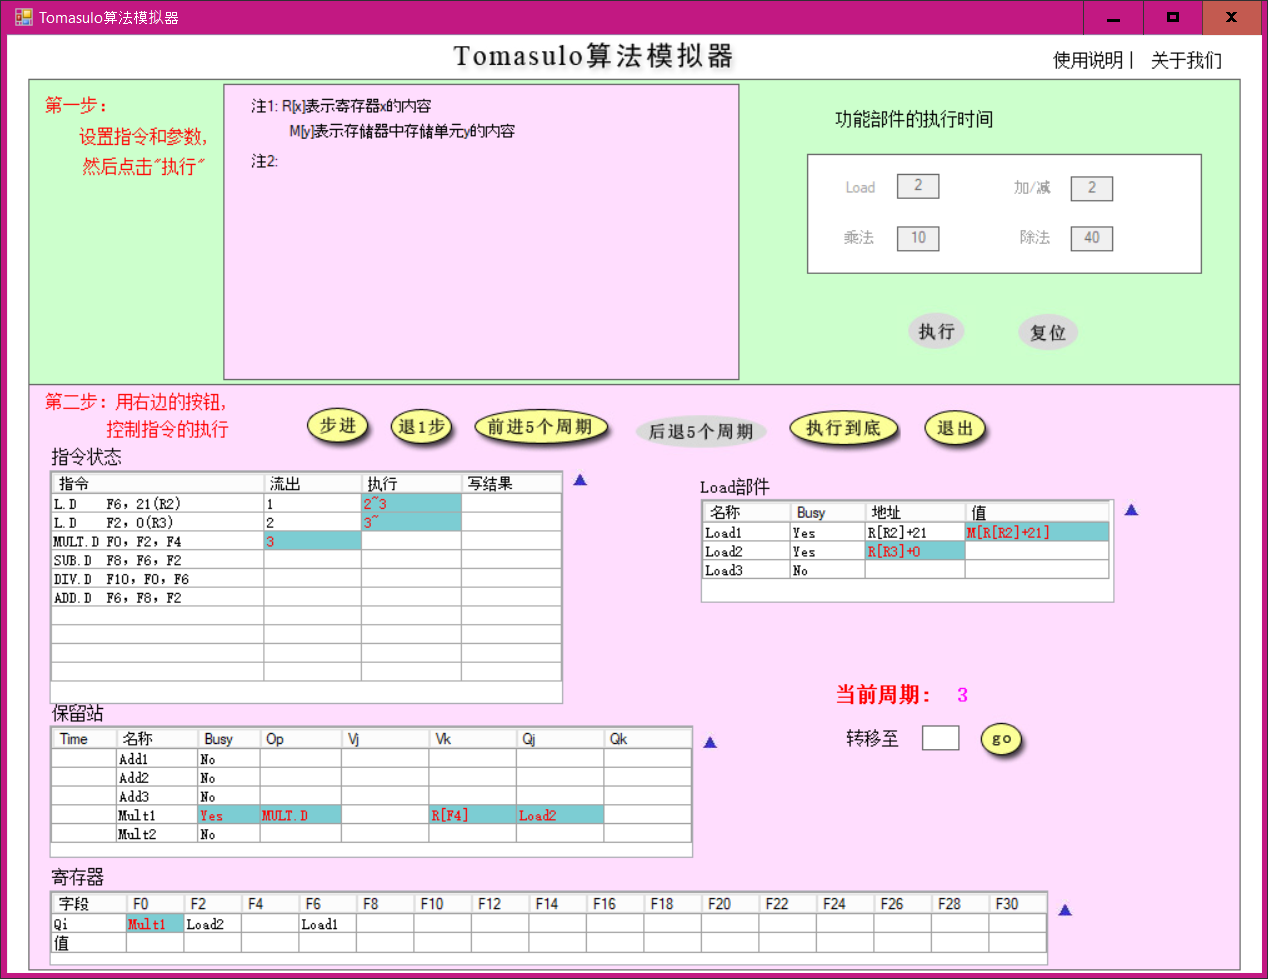 Tomasulo算法模拟器
Tomasulo算法模拟器
使用说明 | 关于我们
第一步：
设置指令和参数,
然后点击"执行"
注1: R[x]表示寄存器x的内容
M[y]表示存储器中存储单元y的内容
注2:
功能部件的执行时间
Load 2 加/减 2
乘法 10 除法 40
执行 复位
第二步：用右边的按钮,
控制指令的执行
步进 退1步 前进5个周期 后退5个周期 执行到底 退出
指令状态
指令 流出 执行 写结果
L.D F6, 21(R2) 1 2~3
L.D F2, 0(R3) 2 3~
MULT.D F0, F2, F4 3
SUB.D F8, F6, F2
DIV.D F10, F0, F6
ADD.D F6, F8, F2
Load部件
名称 Busy 地址 值
Load1 Yes R[R2]+21 M[R[R2]+21]
Load2 Yes R[R3]+0
Load3 No
当前周期： 3
转移至 go
保留站
Time 名称 Busy Op Vj Vk Qj Qk
Add1 No
Add2 No
Add3 No
Mult1 Yes MULT.D R[F4] Load2
Mult2 No
寄存器
字段 F0 F2 F4 F6 F8 F10 F12 F14 F16 F18 F20 F22 F24 F26 F28 F30
Qi Mult1 Load2 Load1
值